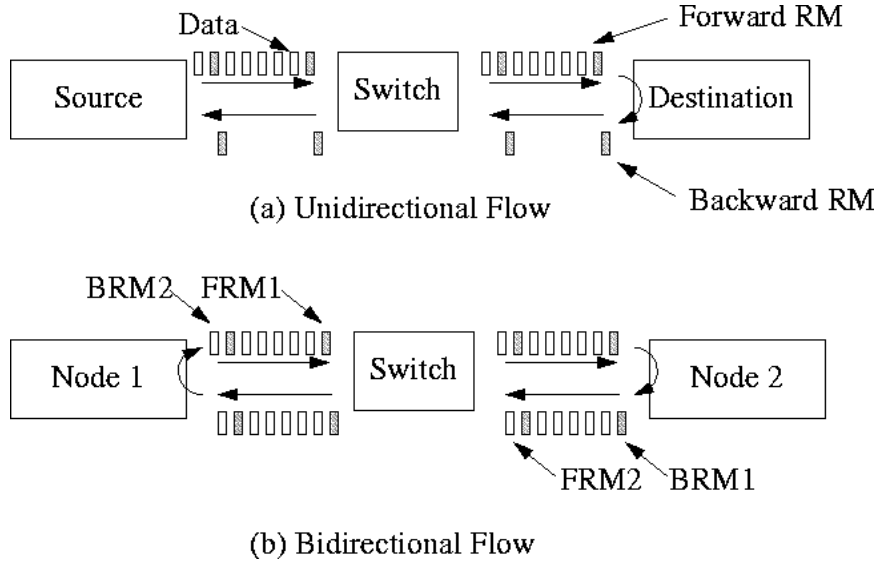 Data
Forward RM
Source
Switch
Destination
Backward RM
(a) Unidirectional Flow
BRM2
FRM1
Node 1
Switch
Node 2
FRM2
BRM1
(b) Bidirectional Flow